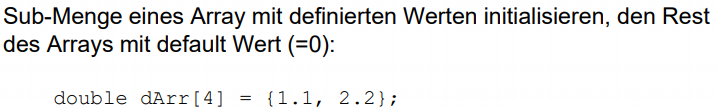 Sub-Menge eines Array mit definierten Werten initialisieren, den Rest
des Arrays mit default Wert (=0):
double dArr[4] = {1.1, 2.2};